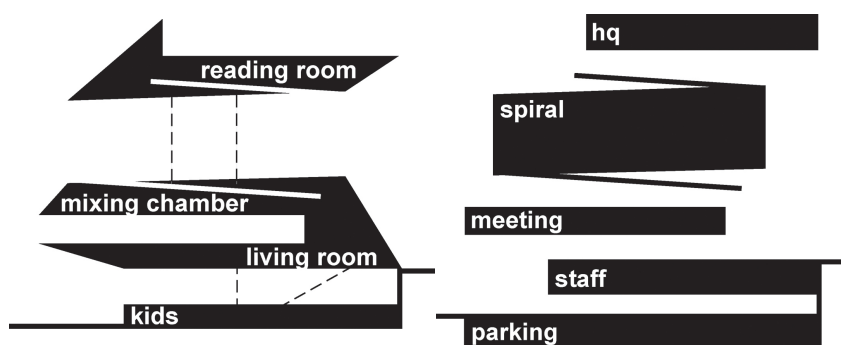 reading room
mixing chamber
living room
kids
hq
spiral
meeting
staff
parking